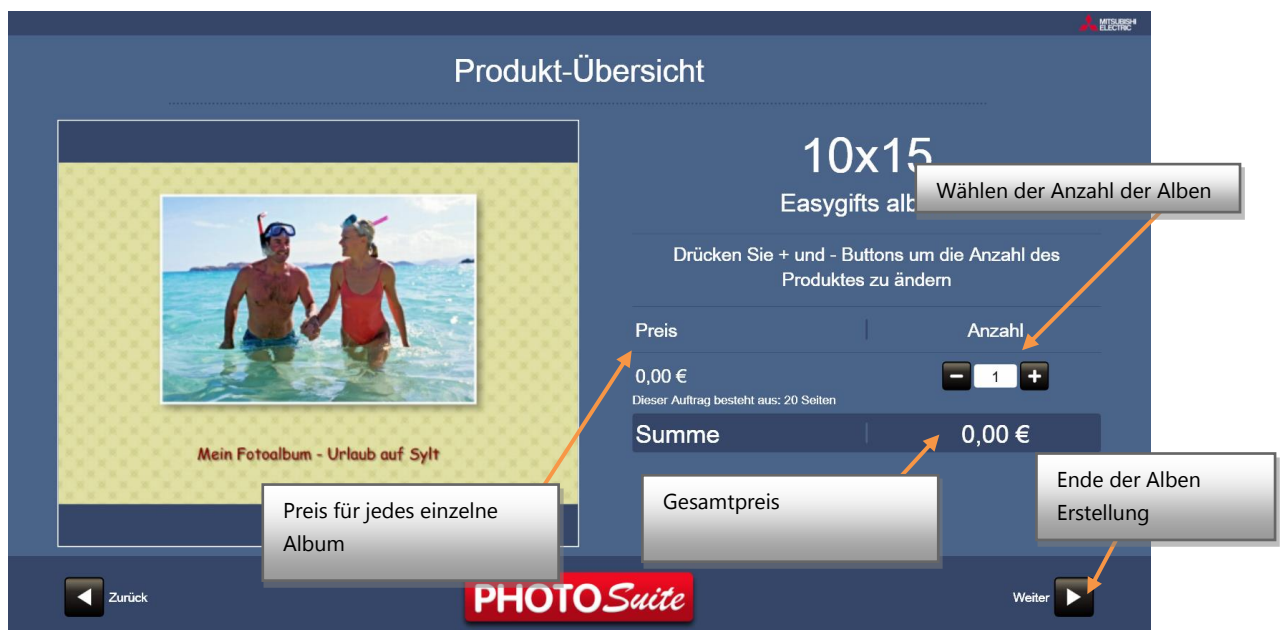 MITSUBISHI
ELECTRIC
Produkt-Übersicht
10x15
Easygifts alb
Wählen der Anzahl der Alben
Drücken Sie + und - Buttons um die Anzahl des
Produktes zu ändern
Preis
Anzahl
0,00 €
- 1 +
Dieser Auftrag besteht aus: 20 Seiten
Summe
0,00 €
Mein Fotoalbum - Urlaub auf Sylt
Preis für jedes einzelne
Album
Gesamtpreis
Ende der Alben
Erstellung
Zurück
PHOTOSuite
Weiter